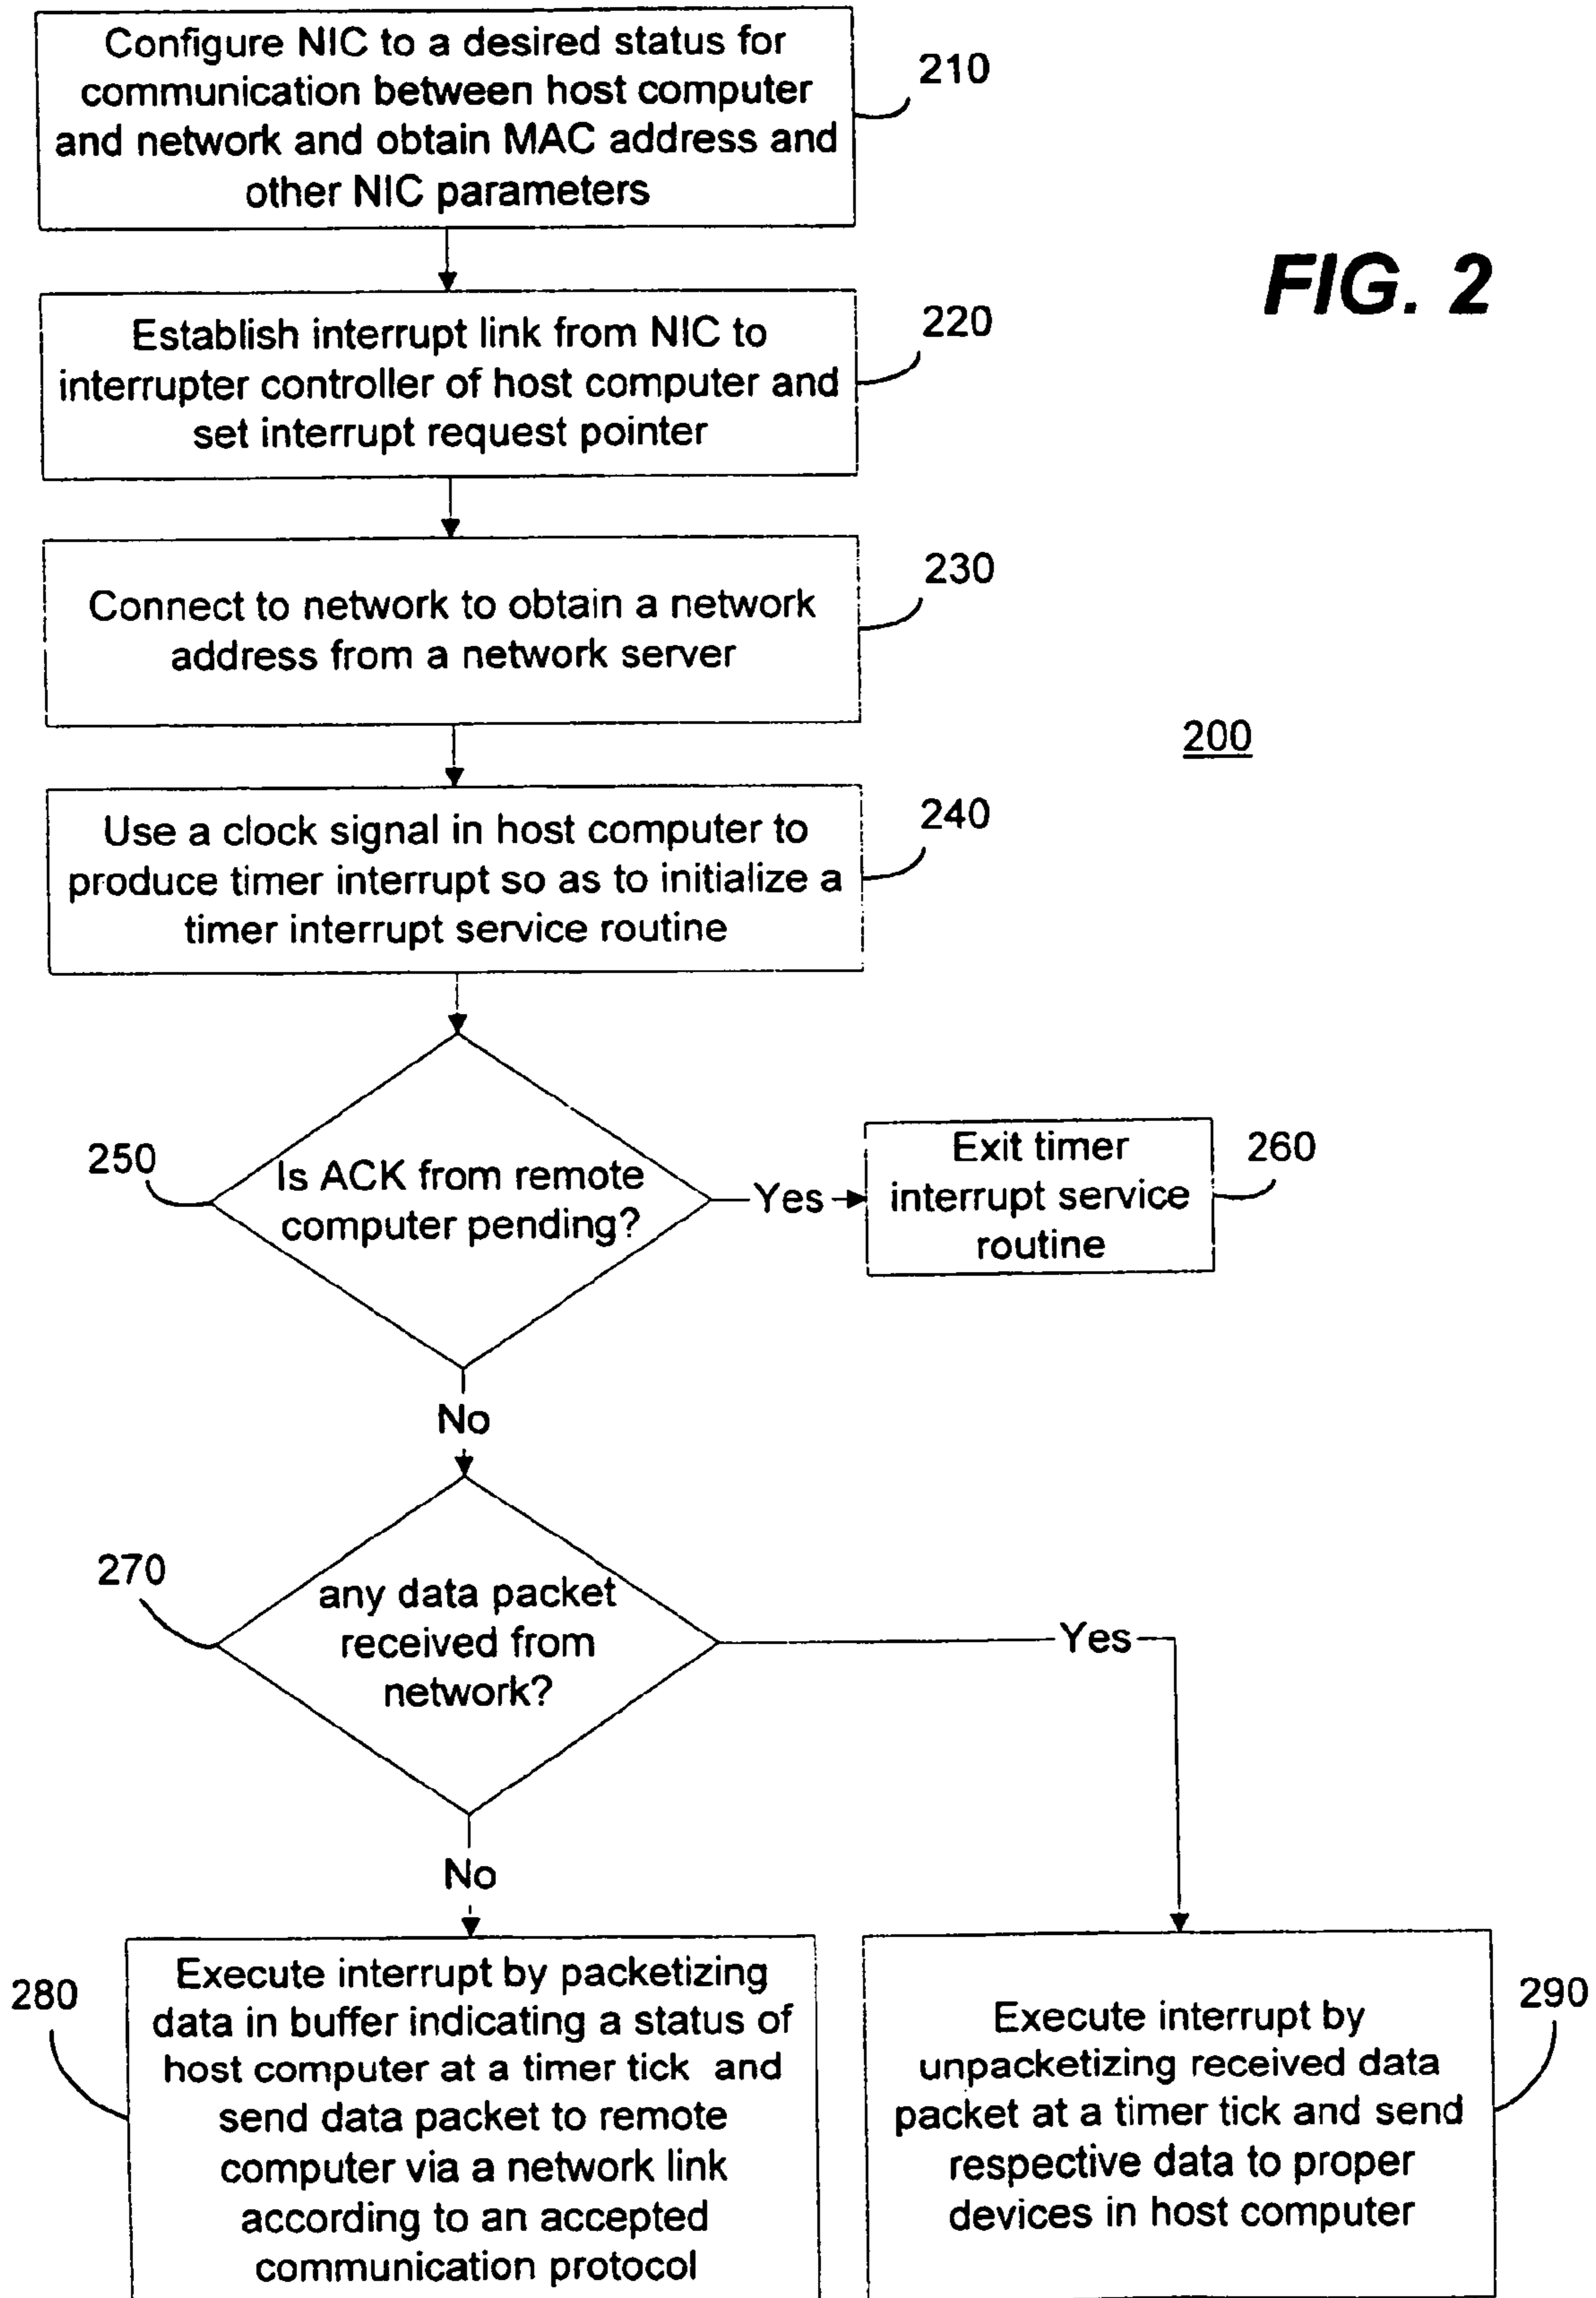 Configure NIC to a desired status for
communication between host computer
and network and obtain MAC address and
other NIC parameters
210
FIG. 2
Establish interrupt link from NIC to
interrupter controller of host computer and
set interrupt request pointer
220
Connect to network to obtain a network
address from a network server
230
200
Use a clock signal in host computer to
produce timer interrupt so as to initialize a
timer interrupt service routine
240
250
Is ACK from remote
computer pending?
Yes
Exit timer
interrupt service
routine
260
No
270
any data packet
received from
network?
Yes
No
280
Execute interrupt by packetizing
data in buffer indicating a status of
host computer at a timer tick and
send data packet to remote
computer via a network link
according to an accepted
communication protocol
Execute interrupt by
unpacketizing received data
packet at a timer tick and send
respective data to proper
devices in host computer
290